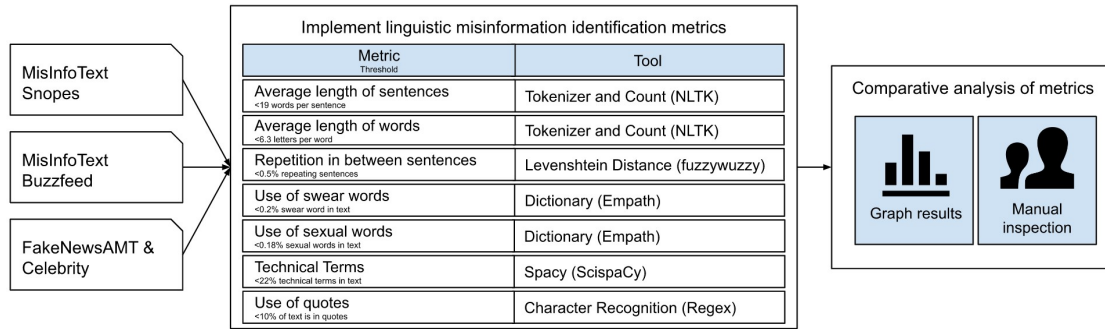 MisInfoText
Snopes
MisInfoText
Buzzfeed
FakeNewsAMT &
Celebrity
Implement linguistic misinformation identification metrics
Metric
Threshold
Tool
Average length of sentences
<19 words per sentence
Tokenizer and Count (NLTK)
Average length of words
<6.3 letters per word
Tokenizer and Count (NLTK)
Repetition in between sentences
<0.5% repeating sentences
Levenshtein Distance (fuzzywuzzy)
Use of swear words
<0.2% swear word in text
Dictionary (Empath)
Use of sexual words
<0.18% sexual words in text
Dictionary (Empath)
Technical Terms
<22% technical terms in text
Spacy (ScispaCy)
Use of quotes
<10% of text is in quotes
Character Recognition (Regex)
Comparative analysis of metrics
Graph results
Manual
inspection